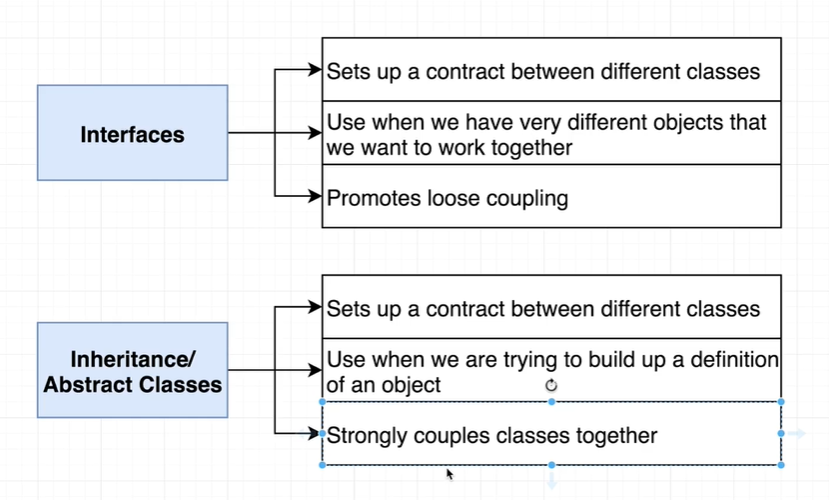 Interfaces
Sets up a contract between different classes
Use when we have very different objects that
we want to work together
Promotes loose coupling
Inheritance/
Abstract Classes
Sets up a contract between different classes
Use when we are trying to build up a definition
of an object
Strongly couples classes together